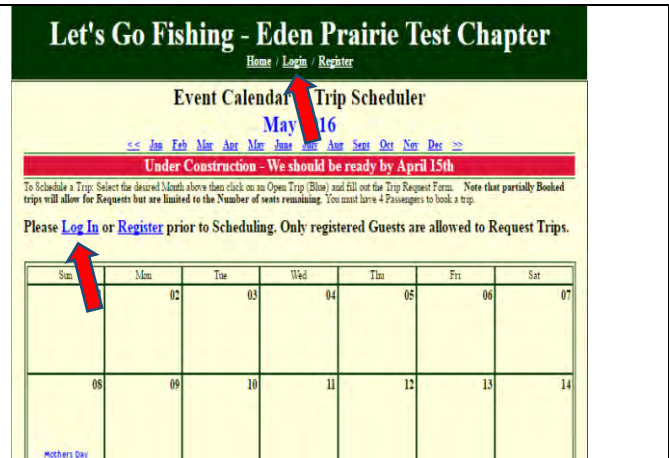 Let's Go Fishing - Eden Prairie Test Chapter
Home / Login / Register
Event Calendar Trip Scheduler
May 16
<< Jan Feb Mar Apr May June July Aug Sept Oct Nov Dec >>
Under Construction - We should be ready by April 15th
To Schedule a Trip: Select the desired Month above then click on an Open Trip (Blue) and fill out the Trip Request Form. Note that partially Booked
trips will allow for Requests but are limited to the Number of seats remaining. You must have 4 Passengers to book a trip.
Please Log In or Register prior to Scheduling. Only registered Guests are allowed to Request Trips.
Sun Mon Tue Wed Thu Fri Sat
02 03 04 05 06 07
08 09 10 11 12 13 14
Mothers Day